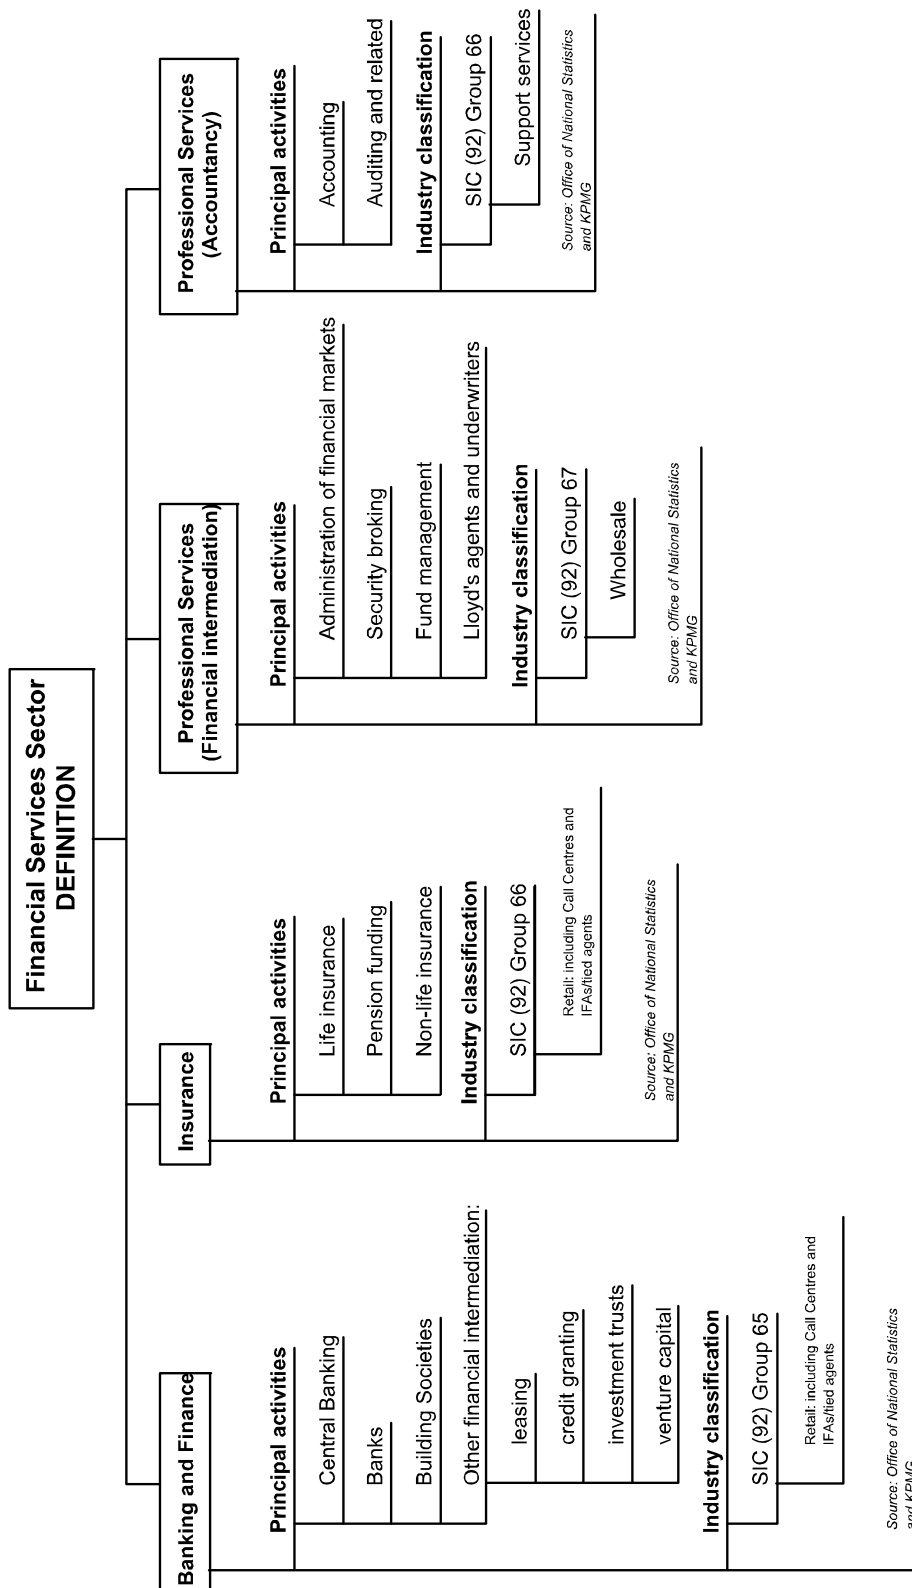 Financial Services Sector
DEFINITION
Banking and Finance
Principal activities
Central Banking
Banks
Building Societies
Other financial intermediation:
leasing
credit granting
investment trusts
venture capital
Industry classification
SIC (92) Group 65
Retail: including Call Centres and
IFAs/tied agents
Source: Office of National Statistics
and KPMG
Insurance
Principal activities
Life insurance
Pension funding
Non-life insurance
Industry classification
SIC (92) Group 66
Retail: including Call Centres and
IFAs/tied agents
Source: Office of National Statistics
and KPMG
Professional Services
(Financial intermediation)
Principal activities
Administration of financial markets
Security broking
Fund management
Lloyd's agents and underwriters
Industry classification
SIC (92) Group 67
Wholesale
Source: Office of National Statistics
and KPMG
Professional Services
(Accountancy)
Principal activities
Accounting
Auditing and related
Industry classification
SIC (92) Group 66
Support services
Source: Office of National Statistics
and KPMG